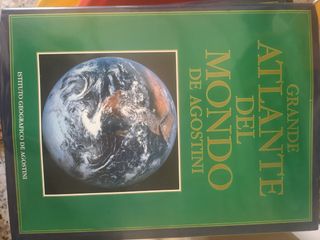 GRANDE
ATLANTE
DEL
MONDO
DE AGOSTINI
ISTITUTO GEOGRAFICO DE AGOSTINI